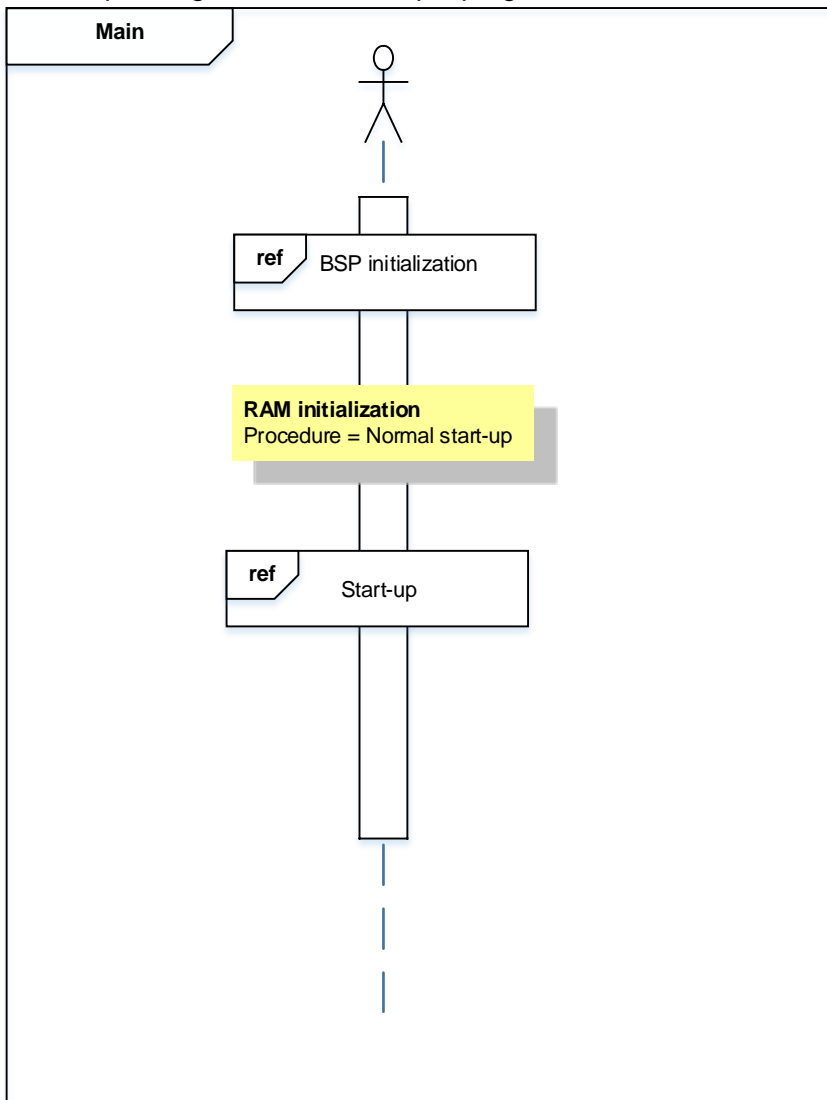 Main
ref
BSP initialization
RAM initialization
Procedure = Normal start-up
ref
Start-up